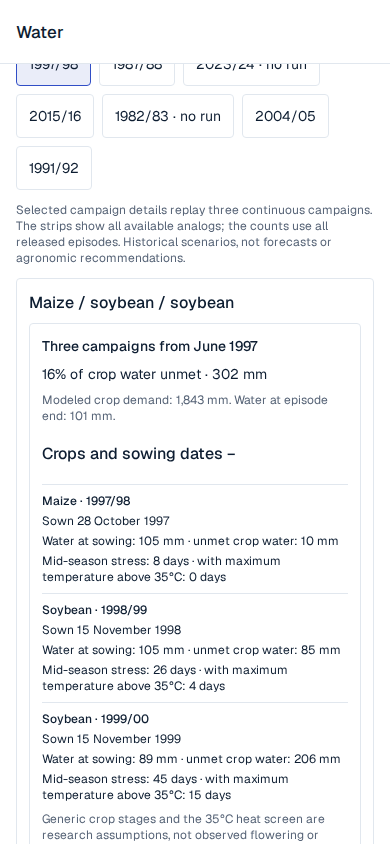 Water
1997/98
1987/88
2023/24 · no run
2015/16
1982/83 · no run
2004/05
1991/92
Selected campaign details replay three continuous campaigns.
The strips show all available analogs; the counts use all
released episodes. Historical scenarios, not forecasts or
agronomic recommendations.
Maize / soybean / soybean
Three campaigns from June 1997
16% of crop water unmet · 302 mm
Modeled crop demand: 1,843 mm. Water at episode
end: 101 mm.
Crops and sowing dates –
Maize · 1997/98
Sown 28 October 1997
Water at sowing: 105 mm · unmet crop water: 10 mm
Mid-season stress: 8 days · with maximum
temperature above 35°C: 0 days
Soybean · 1998/99
Sown 15 November 1998
Water at sowing: 105 mm · unmet crop water: 85 mm
Mid-season stress: 26 days · with maximum
temperature above 35°C: 4 days
Soybean · 1999/00
Sown 15 November 1999
Water at sowing: 89 mm · unmet crop water: 206 mm
Mid-season stress: 45 days · with maximum
temperature above 35°C: 15 days
Generic crop stages and the 35°C heat screen are
research assumptions, not observed flowering or